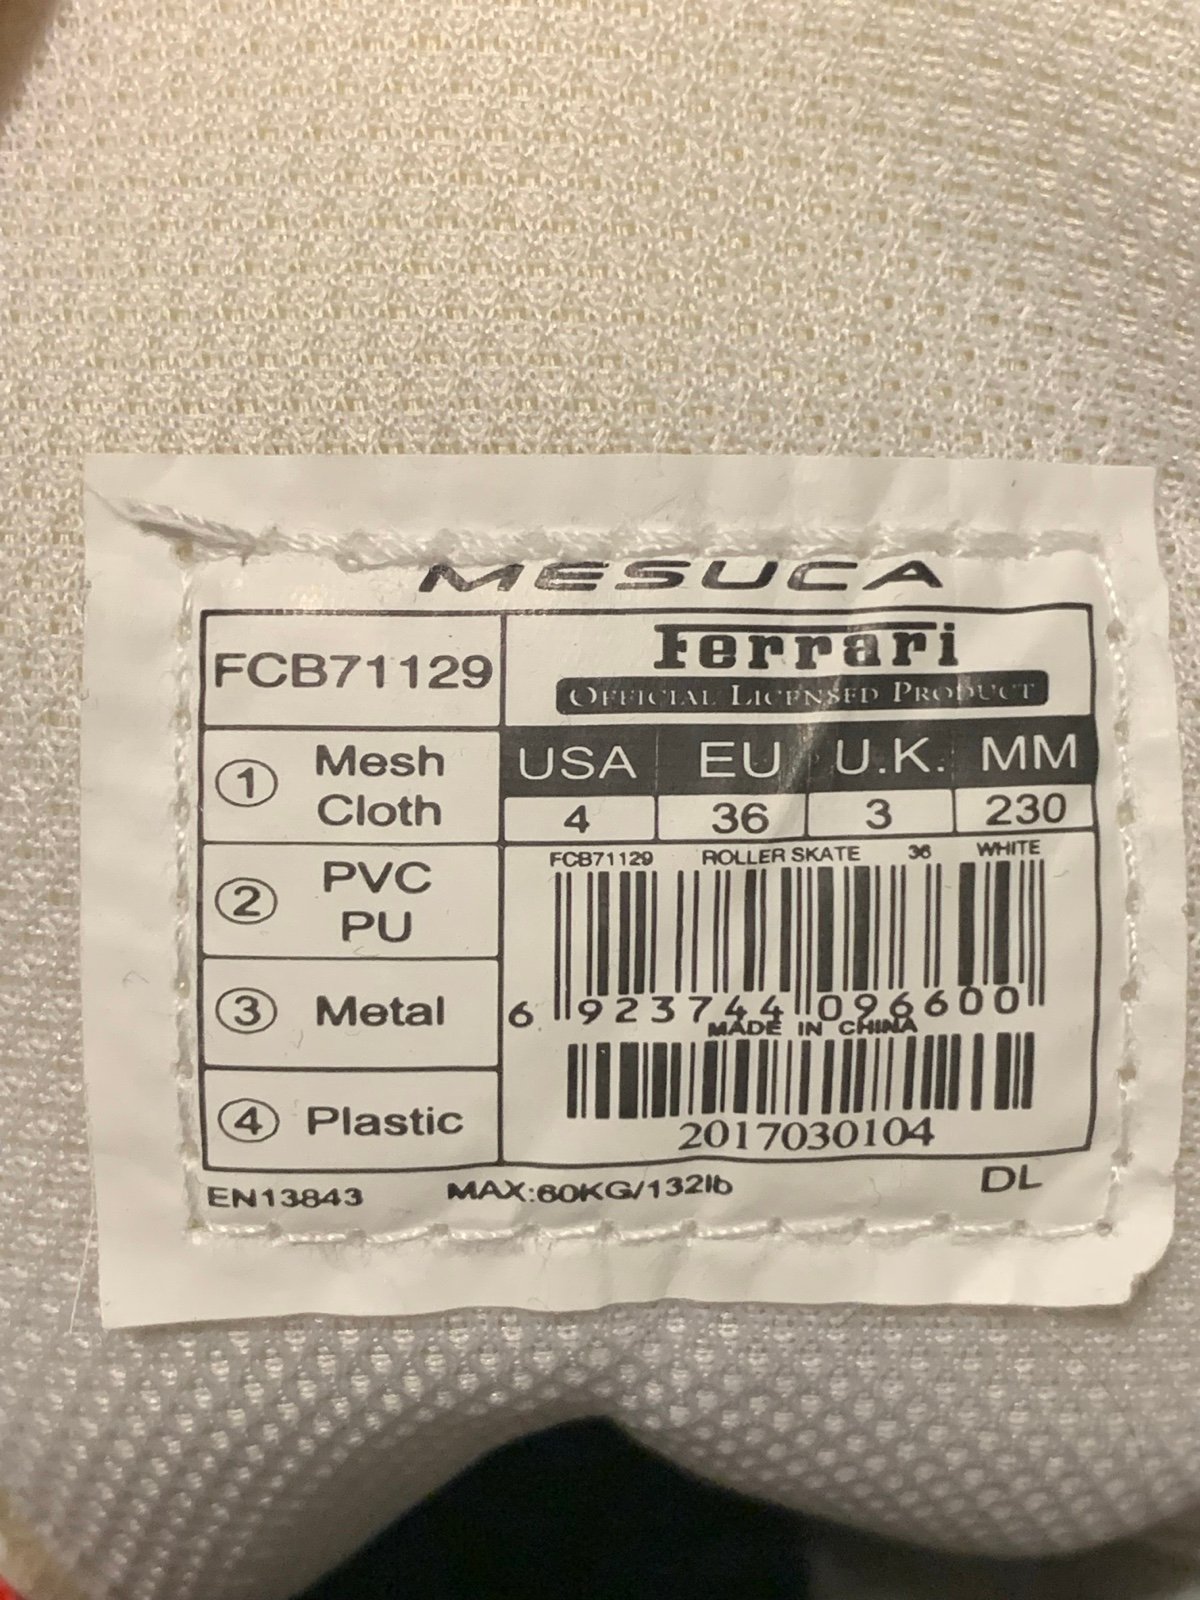 MESUCA
FCB71129
Ferrari
OFFICIAL LICENSED PRODUCT
1 Mesh
Cloth
2 PVC
PU
3 Metal
4 Plastic
USA EU U.K. MM
4 36 3 230
FCB71129 ROLLER SKATE 36 WHITE
6 923744 096600
MADE IN CHINA
2017030104
EN13843 MAX:60KG/132lb DL